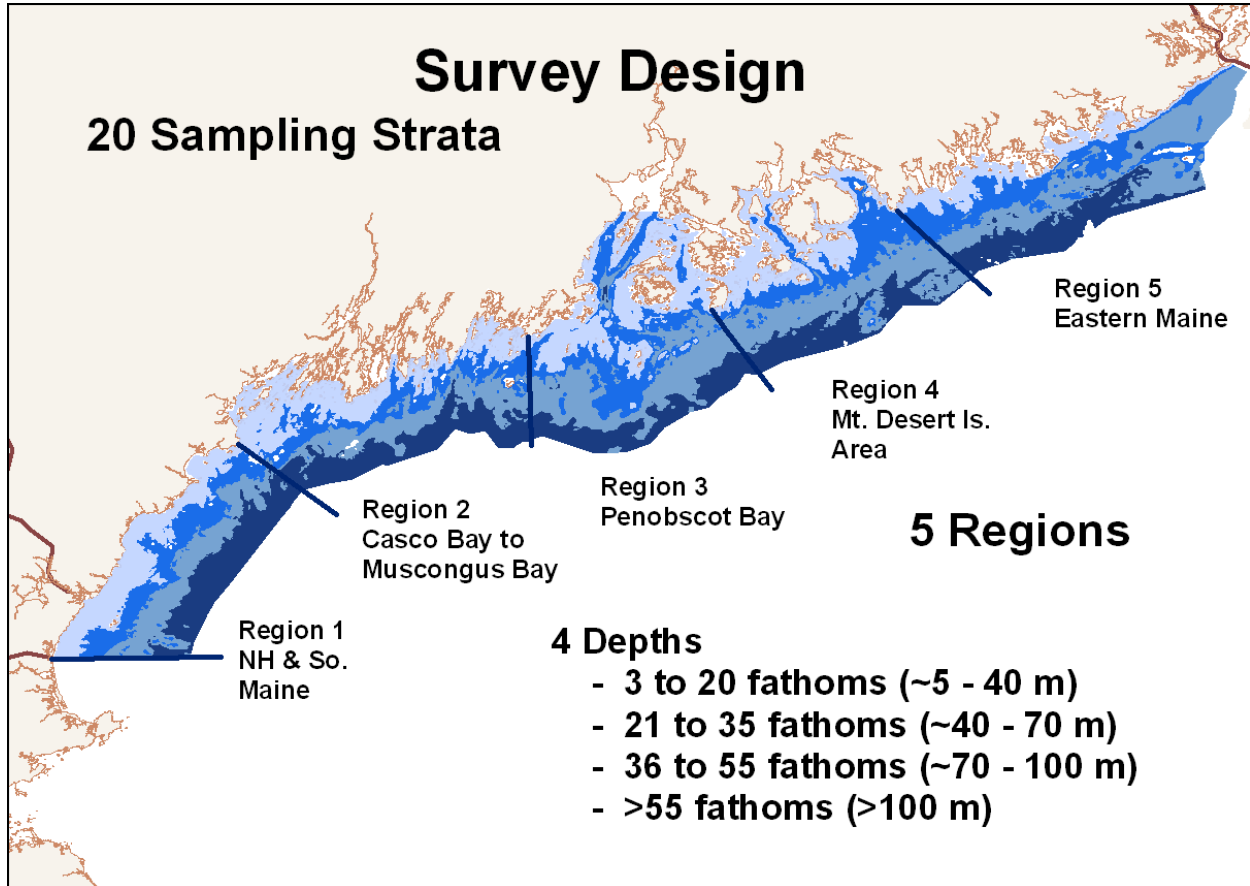 Survey Design
20 Sampling Strata
Region 5
Eastern Maine
Region 4
Mt. Desert Is.
Area
Region 3
Penobscot Bay
Region 2
Casco Bay to
Muscongus Bay
5 Regions
Region 1
NH & So.
Maine
4 Depths
- 3 to 20 fathoms (~5 - 40 m)
- 21 to 35 fathoms (~40 - 70 m)
- 36 to 55 fathoms (~70 - 100 m)
- >55 fathoms (>100 m)